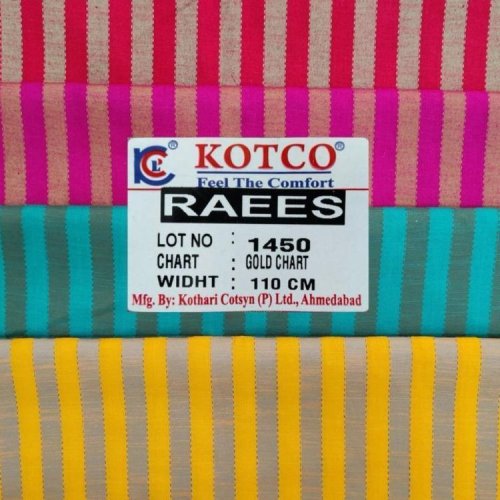 KCL ® KOTCO®
Feel The Comfort
RAEES
LOT NO : 1450
CHART : GOLD CHART
WIDHT : 110 CM
Mfg. By: Kothari Cotsyn (P) Ltd., Ahmedabad